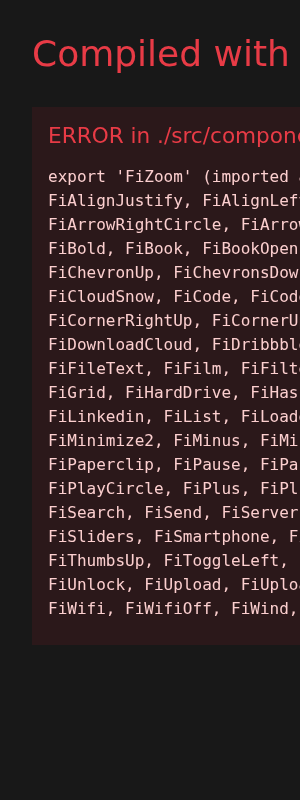 Compiled with
ERROR in ./src/compon
export 'FiZoom' (imported
FiAlignJustify, FiAlignLef
FiArrowRightCircle, FiArro
FiBold, FiBook, FiBookOpen
FiChevronUp, FiChevronsDow
FiCloudSnow, FiCode, FiCod
FiCornerRightUp, FiCornerU
FiDownloadCloud, FiDribbbl
FiFileText, FiFilm, FiFilt
FiGrid, FiHardDrive, FiHas
FiLinkedin, FiList, FiLoad
FiMinimize2, FiMinus, FiMi
FiPaperclip, FiPause, FiPa
FiPlayCircle, FiPlus, FiPl
FiSearch, FiSend, FiServer
FiSliders, FiSmartphone, F
FiThumbsUp, FiToggleLeft,
FiUnlock, FiUpload, FiUplo
FiWifi, FiWifiOff, FiWind,